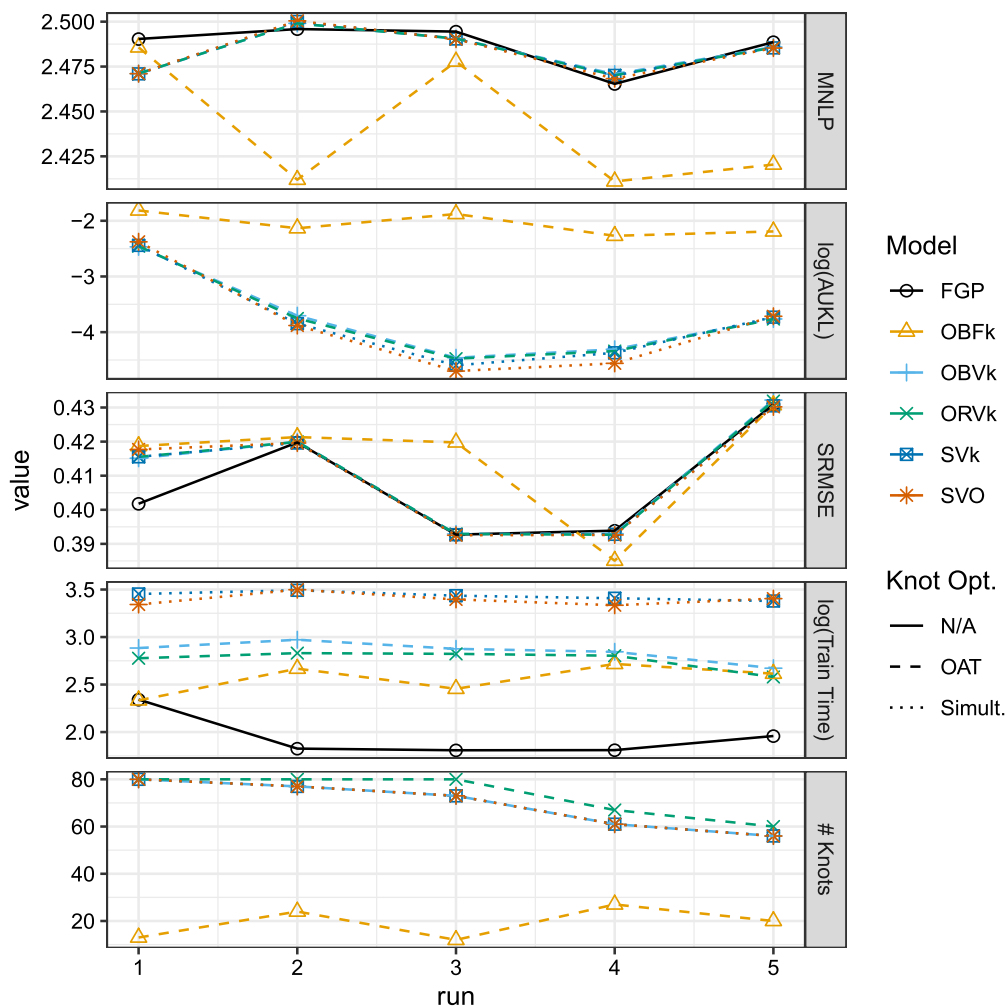 2.500
2.475
2.450
2.425
MNLP
−2
−3
−4
log(AUKL)
0.43
0.42
0.41
0.40
0.39
SRMSE
3.5
3.0
2.5
2.0
log(Train Time)
80
60
40
20
# Knots
1 2 3 4 5
run
value
Model
FGP
OBFk
OBVk
ORVk
SVk
SVO
Knot Opt.
N/A
OAT
Simult.